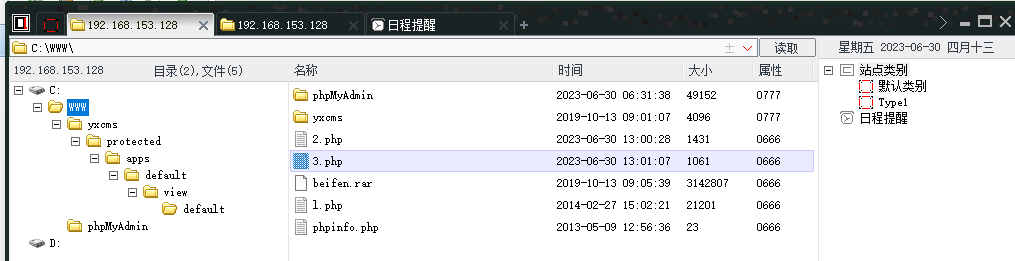 192.168.153.128 192.168.153.128 日程提醒
C:\WWW\ 读取 星期五 2023-06-30 四月十三
192.168.153.128 目录(2),文件(5) 名称 时间 大小 属性 站点类别
C: 默认类别
WWW phpMyAdmin 2023-06-30 06:31:38 49152 0777 Type1
yxcms yxcms 2019-10-13 09:01:07 4096 0777 日程提醒
protected 2.php 2023-06-30 13:00:28 1431 0666
apps 3.php 2023-06-30 13:01:07 1061 0666
default beifen.rar 2019-10-13 09:05:39 3142807 0666
view
default l.php 2014-02-27 15:02:21 21201 0666
phpMyAdmin phpinfo.php 2013-05-09 12:56:36 23 0666
D: